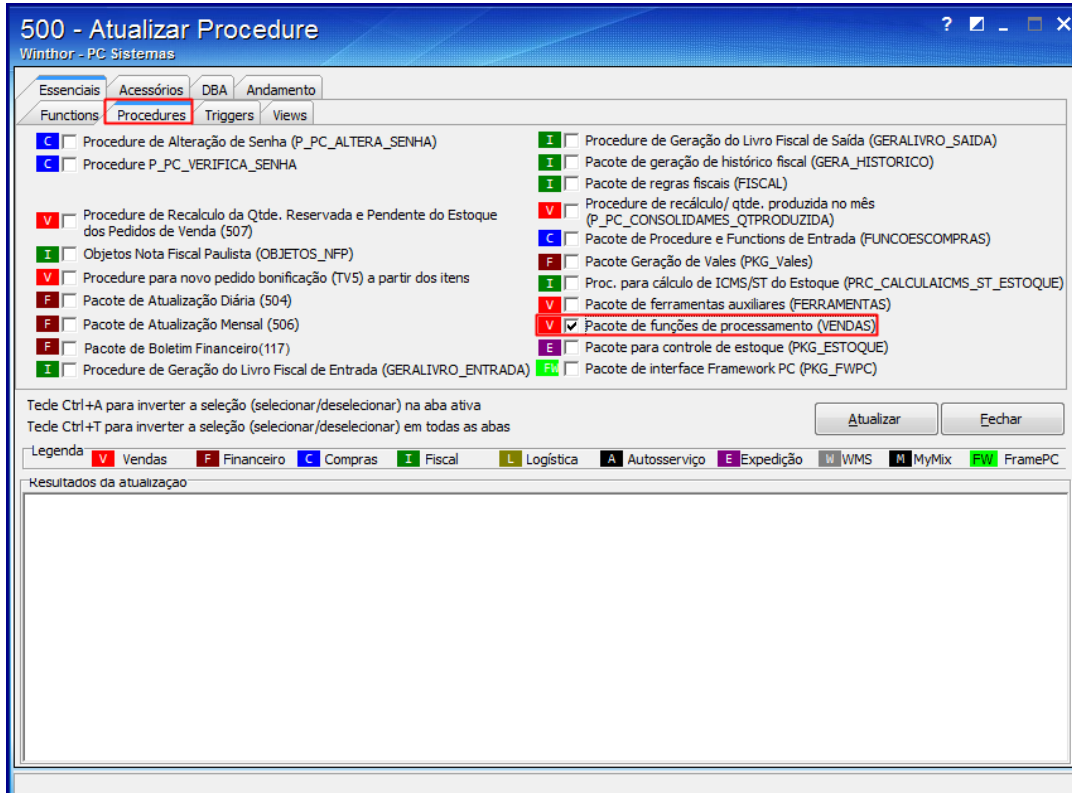 500 - Atualizar Procedure
Winthor - PC Sistemas
?
Essenciais Acessórios DBA Andamento
Functions Procedures Triggers Views
C Procedure de Alteração de Senha (P_PC_ALTERA_SENHA)
C Procedure P_PC_VERIFICA_SENHA
V Procedure de Recalculo da Qtde. Reservada e Pendente do Estoque
dos Pedidos de Venda (507)
I Objetos Nota Fiscal Paulista (OBJETOS_NFP)
V Procedure para novo pedido bonificação (TV5) a partir dos itens
F Pacote de Atualização Diária (504)
F Pacote de Atualização Mensal (506)
F Pacote de Boletim Financeiro(117)
I Procedure de Geração do Livro Fiscal de Entrada (GERALIVRO_ENTRADA)
I Procedure de Geração do Livro Fiscal de Saída (GERALIVRO_SAIDA)
I Pacote de geração de histórico fiscal (GERA_HISTORICO)
I Pacote de regras fiscais (FISCAL)
V Procedure de recálculo/ qtde. produzida no mês
(P_PC_CONSOLIDAMES_QTPRODUZIDA)
C Pacote de Procedure e Functions de Entrada (FUNCOESCOMPRAS)
F Pacote Geração de Vales (PKG_Vales)
I Proc. para cálculo de ICMS/ST do Estoque (PRC_CALCULAICMS_ST_ESTOQUE)
V Pacote de ferramentas auxiliares (FERRAMENTAS)
V Pacote de funções de processamento (VENDAS)
E Pacote para controle de estoque (PKG_ESTOQUE)
FW Pacote de interface Framework PC (PKG_FWPC)
Tecle Ctrl+A para inverter a seleção (selecionar/deselecionar) na aba ativa
Tecle Ctrl+T para inverter a seleção (selecionar/deselecionar) em todas as abas
Atualizar Fechar
Legenda
V Vendas F Financeiro C Compras I Fiscal L Logística A Autosserviço E Expedição W WMS M MyMix FW FramePC
Resultados da atualização